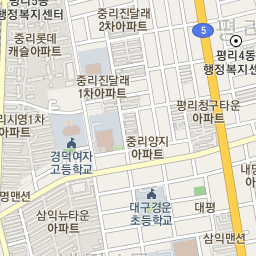 평리5동
행정복지센터
중리진달래
2차아파트
5
평리
중리롯데
캐슬아파트
평리4동
행정복지센
중리진달래
1차아파트
평리청구타운
아파트
리지영1차
아파트
경덕여자
고등학교
중리양지
아파트
내당
명맨션
삼익뉴타운
아파트
대구경운
초등학교
대평
삼익맨션